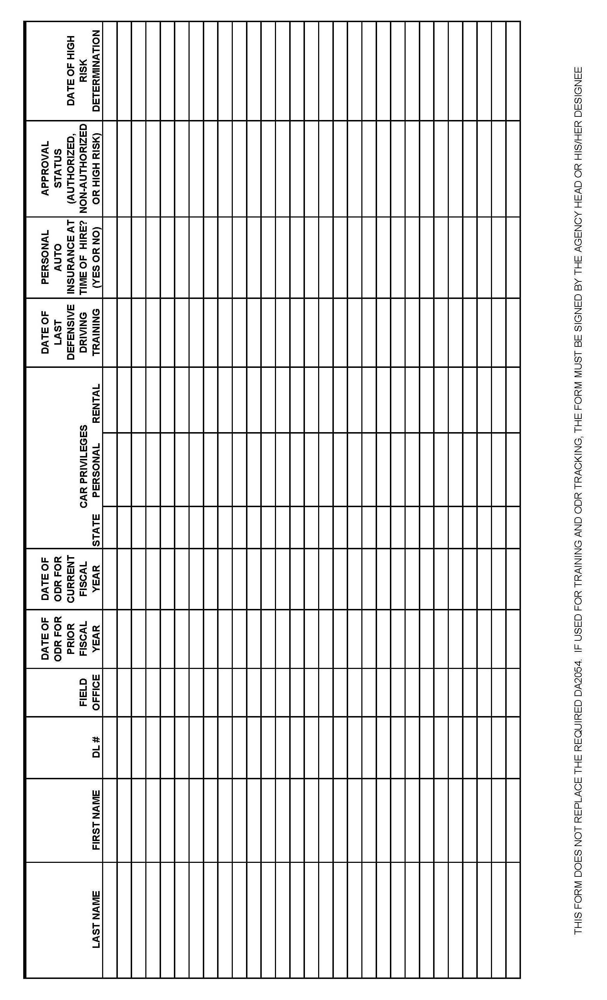 LAST NAME
FIRST NAME
DL #
FIELD
OFFICE
DATE OF
ODR FOR
PRIOR
FISCAL
YEAR
DATE OF
ODR FOR
CURRENT
FISCAL
YEAR
CAR PRIVILEGES
STATE PERSONAL RENTAL
DATE OF
LAST
DEFENSIVE
DRIVING
TRAINING
PERSONAL
AUTO
INSURANCE AT
TIME OF HIRE?
(YES OR NO)
APPROVAL
STATUS
(AUTHORIZED,
NON-AUTHORIZED
OR HIGH RISK)
DATE OF HIGH
RISK
DETERMINATION
THIS FORM DOES NOT REPLACE THE REQUIRED DA2054. IF USED FOR TRAINING AND ODR TRACKING, THE FORM MUST BE SIGNED BY THE AGENCY HEAD OR HIS/HER DESIGNEE